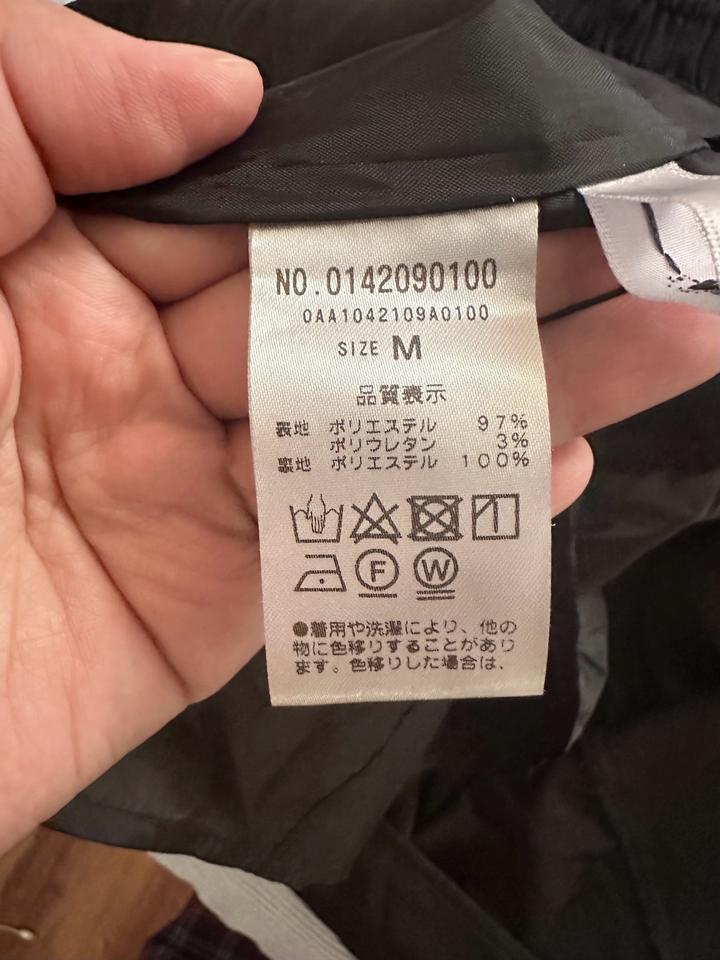 NO.0142090100
0AA1042109A0100
SIZE M
品質表示
表地 ポリエステル 97%
ポリウレタン 3%
裏地 ポリエステル 100%
F W
●着用や洗濯により、他の
物に色移りすることがあり
ます。色移りした場合は、